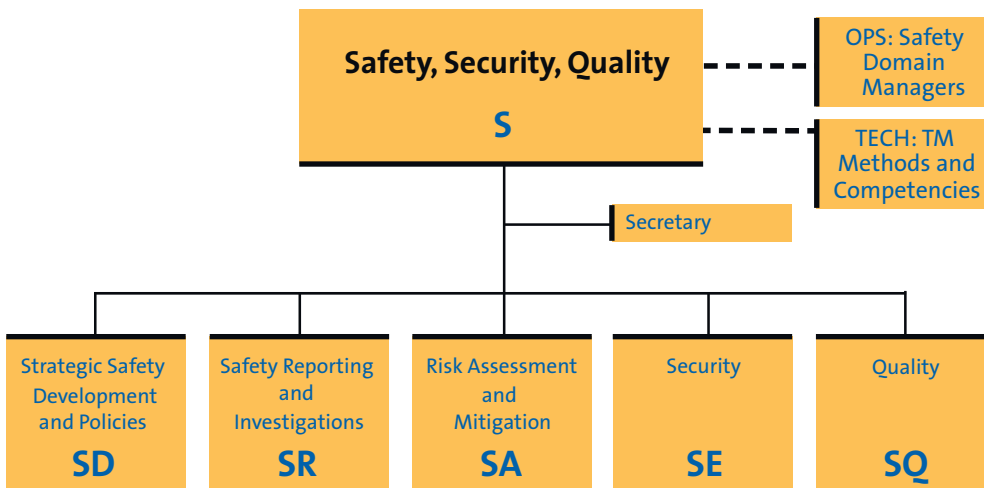 Safety, Security, Quality
S
OPS: Safety
Domain
Managers
TECH: TM
Methods and
Competencies
Secretary
Strategic Safety
Development
and Policies
SD
Safety Reporting
and
Investigations
SR
Risk Assessment
and
Mitigation
SA
Security
SE
Quality
SQ